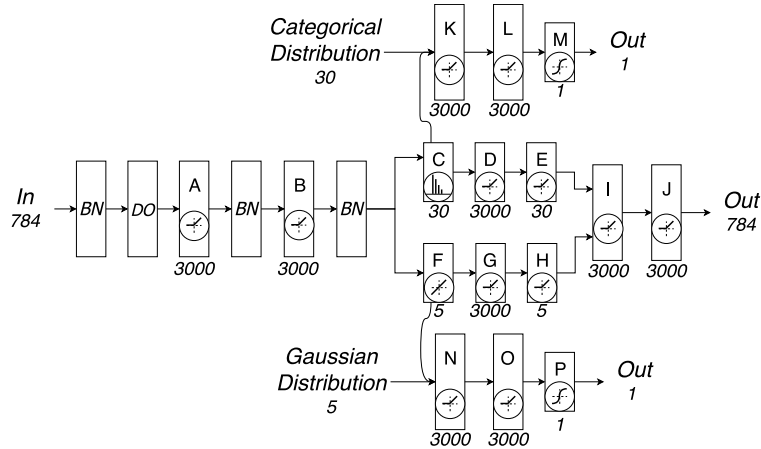 Categorical
Distribution
30
K
3000
L
3000
M
1
Out
1
In
784
BN
DO
A
3000
BN
B
3000
BN
C
30
D
3000
E
30
F
5
G
3000
H
5
I
3000
J
3000
Out
784
Gaussian
Distribution
5
N
3000
O
3000
P
1
Out
1